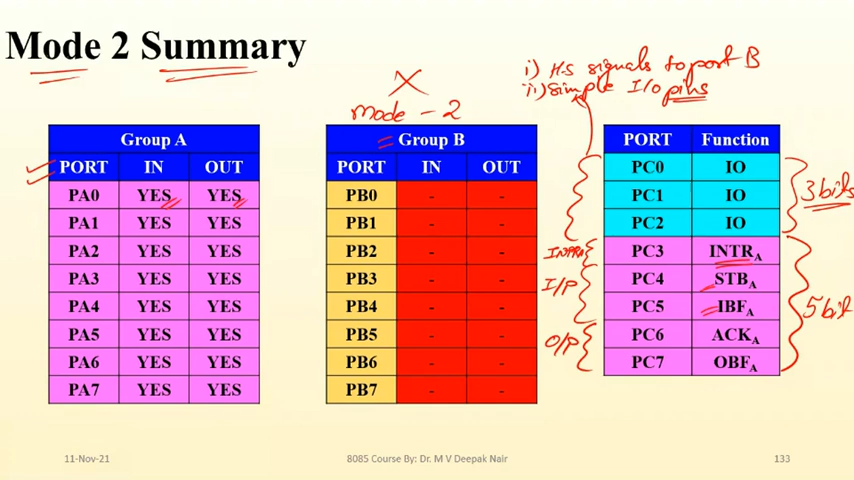 Mode 2 Summary
i) H.S signals to port B
ii) Simple I/o pins
X
mode - 2
Group A
PORT IN OUT
PA0 YES YES
PA1 YES YES
PA2 YES YES
PA3 YES YES
PA4 YES YES
PA5 YES YES
PA6 YES YES
PA7 YES YES
Group B
PORT IN OUT
PB0 - -
PB1 - -
PB2 - -
PB3 - -
PB4 - -
PB5 - -
PB6 - -
PB7 - -
INTRA
I/P
O/P
PORT Function
PC0 IO
PC1 IO
PC2 IO
PC3 INTRA
PC4 STBA
PC5 IBFA
PC6 ACKA
PC7 OBFA
3 bits
5 bit
11-Nov-21
8085 Course By: Dr. M V Deepak Nair
133